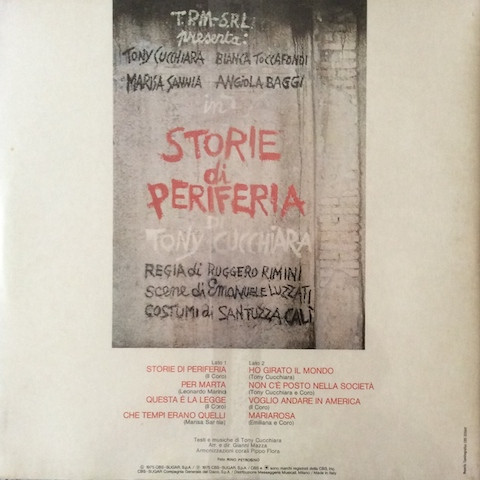 T.P.M-S.R.L.
presenta:
TONY CUCCHIARA BIANCA TOCCAFONDI
MARISA SANNIA ANGIOLA BAGGI
in
STORIE
di
PERIFERIA
di
TONY CUCCHIARA
REGIA di RUGGERO RIMINI
scene di EMANUELE LUZZATI
COSTUMI di SANTUZZA CALÌ
Lato 1
STORIE DI PERIFERIA
(Il Coro)
PER MARTA
(Leonardo Marino)
QUESTA È LA LEGGE
(Il Coro)
CHE TEMPI ERANO QUELLI
(Marisa Sannia)
Lato 2
HO GIRATO IL MONDO
(Tony Cucchiara)
NON C'È POSTO NELLA SOCIETÀ
(Tony Cucchiara e Coro)
VOGLIO ANDARE IN AMERICA
(Il Coro)
MARIAROSA
(Emiliana e Coro)
Testi e musiche di Tony Cucchiara
Arr. e dir. Gianni Mazza
Armonizzazioni corali Pippo Flora